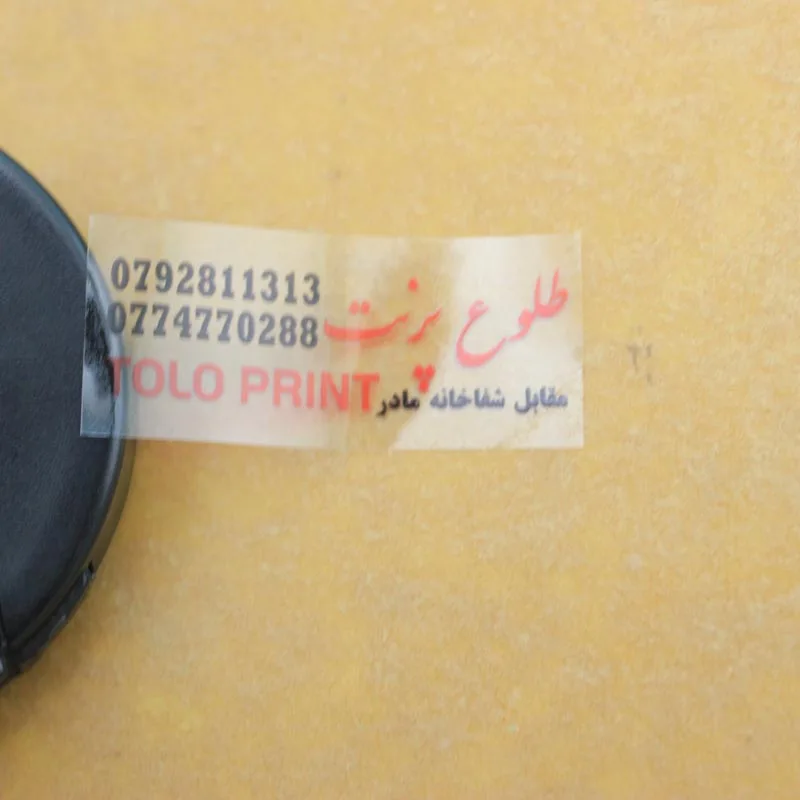 0792811313
0774770288
طلوع پرنت
TOLO PRINT
مقابل شفاخانه مادر